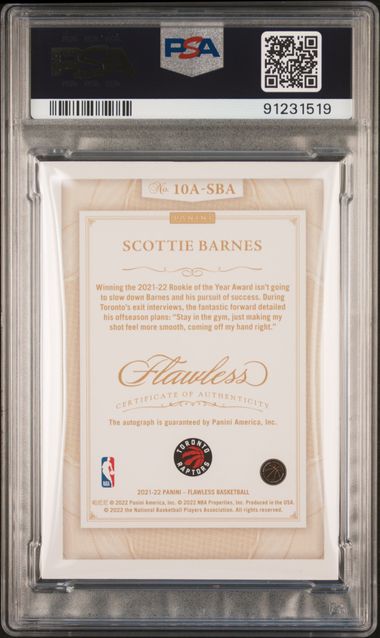 PSA
PSA
91231519
No. 10A-SBA
PANINI
SCOTTIE BARNES
Winning the 2021-22 Rookie of the Year Award isn't going
to slow down Barnes and his pursuit of success. During
Toronto's exit interviews, the fantastic forward detailed
his offseason plans: "Stay in the gym, just making my
shot feel more smooth, coming off my hand right."
Flawless
CERTIFICATE OF AUTHENTICITY
The autograph is guaranteed by Panini America, Inc.
TORONTO
RAPTORS
NBA
2021-22 PANINI - FLAWLESS BASKETBALL
© 2022 Panini America, Inc. © 2022 NBA Properties, Inc. Produced in the USA.
© 2022 the National Basketball Players Association. All rights reserved.